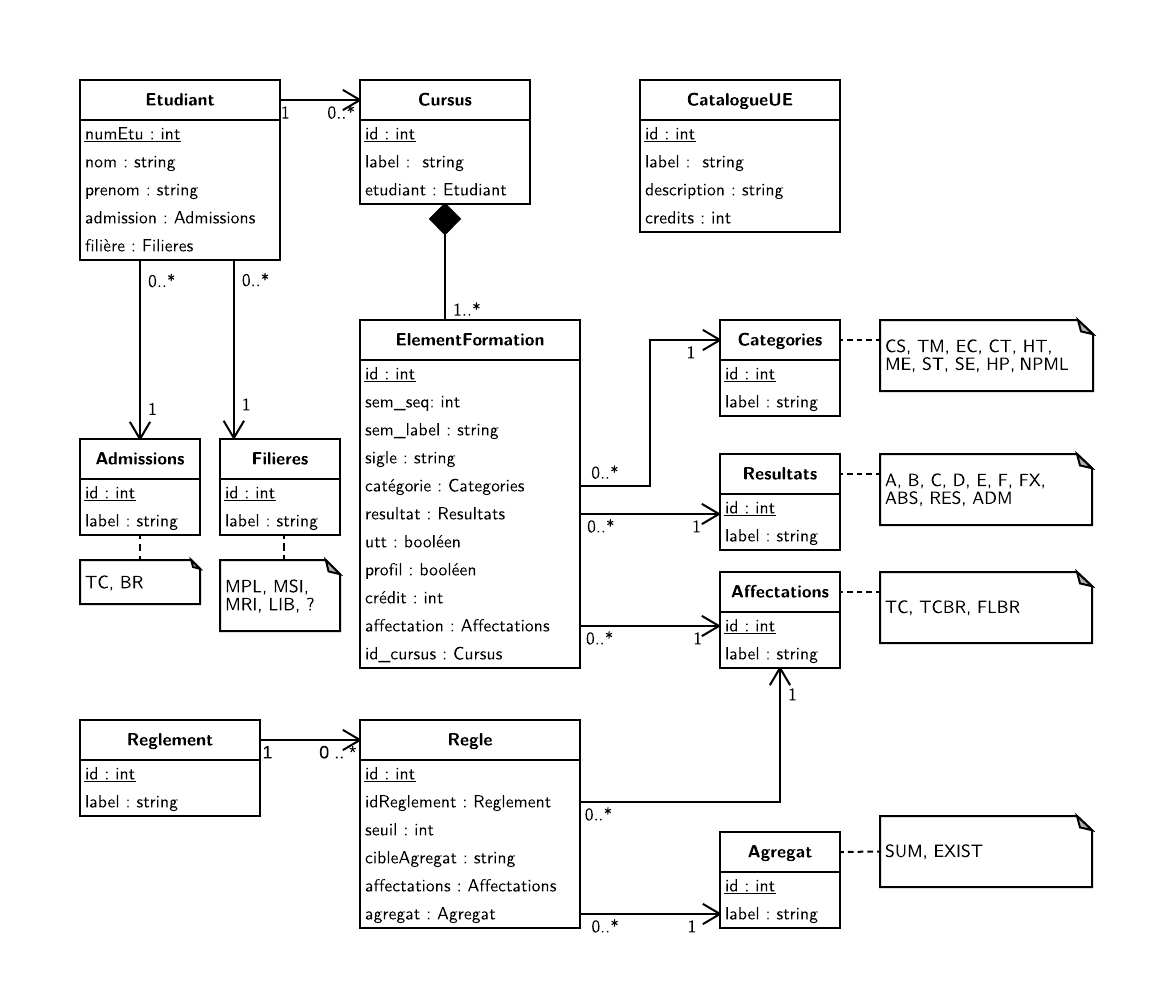 Etudiant
numEtu : int
nom : string
prenom : string
admission : Admissions
filière : Filieres
1
0..*
Cursus
id : int
label :  string
etudiant : Etudiant
CatalogueUE
id : int
label :  string
description : string
credits : int
0..*
0..*
1
1
1..*
Admissions
id : int
label : string
TC, BR
Filieres
id : int
label : string
MPL, MSI,
MRI, LIB, ?
ElementFormation
id : int
sem_seq: int
sem_label : string
sigle : string
catégorie : Categories
resultat : Resultats
utt : booléen
profil : booléen
crédit : int
affectation : Affectations
id_cursus : Cursus
0..*
1
0..*
1
0..*
1
Categories
id : int
label : string
CS, TM, EC, CT, HT,
ME, ST, SE, HP, NPML
Resultats
id : int
label : string
A, B, C, D, E, F, FX,
ABS, RES, ADM
Affectations
id : int
label : string
TC, TCBR, FLBR
1
Reglement
id : int
label : string
1
0 .. *
Regle
id : int
idReglement : Reglement
seuil : int
cibleAgregat : string
affectations : Affectations
agregat : Agregat
0..*
0..*
1
Agregat
id : int
label : string
SUM, EXIST